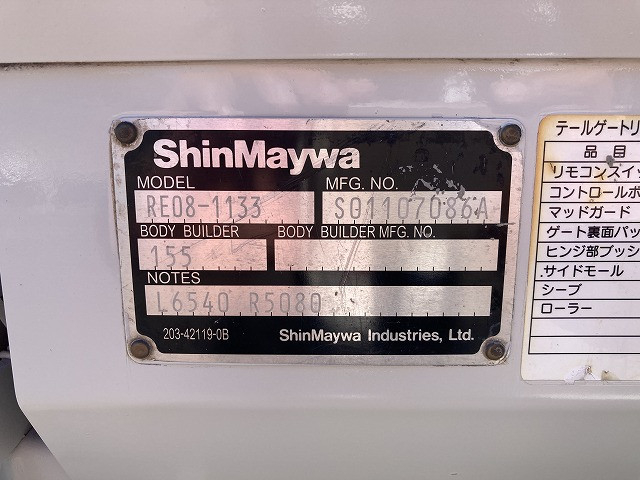 ShinMaywa
MODEL
MFG. NO.
RE08-1133
S01107086A
BODY BUILDER
BODY BUILDER MFG. NO.
155
NOTES
L6540 R5080
203-42119-0B
ShinMaywa Industries, Ltd.
テールゲートリ
品目
リモコンスイッ
コントロールボ
マッドガード
ゲート裏面パッ
ヒンジ部ブッシ
サイドモール
シーブ
ローラー